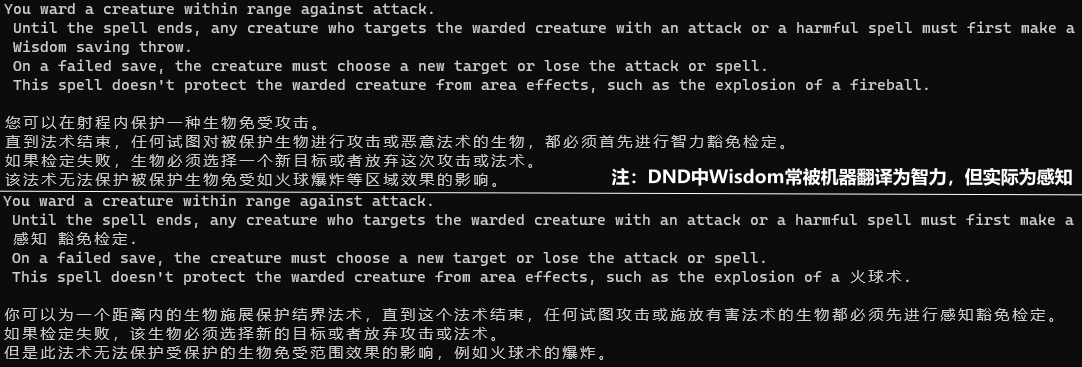 You ward a creature within range against attack.
Until the spell ends, any creature who targets the warded creature with an attack or a harmful spell must first make a
Wisdom saving throw.
On a failed save, the creature must choose a new target or lose the attack or spell.
This spell doesn't protect the warded creature from area effects, such as the explosion of a fireball.
您可以在射程内保护一种生物免受攻击。
直到法术结束，任何试图对被保护生物进行攻击或恶意法术的生物，都必须首先进行智力豁免检定。
如果检定失败，生物必须选择一个新目标或者放弃这次攻击或法术。
该法术无法保护被保护生物免受如火球爆炸等区域效果的影响。
注：DND中Wisdom常被机器翻译为智力，但实际为感知
You ward a creature within range against attack.
Until the spell ends, any creature who targets the warded creature with an attack or a harmful spell must first make a
感知 豁免检定.
On a failed save, the creature must choose a new target or lose the attack or spell.
This spell doesn't protect the warded creature from area effects, such as the explosion of a 火球术.
你可以为一个距离内的生物施展保护结界法术，直到这个法术结束，任何试图攻击或施放有害法术的生物都必须先进行感知豁免检定。
如果检定失败，该生物必须选择新的目标或者放弃攻击或法术。
但是此法术无法保护受保护的生物免受范围效果的影响，例如火球术的爆炸。